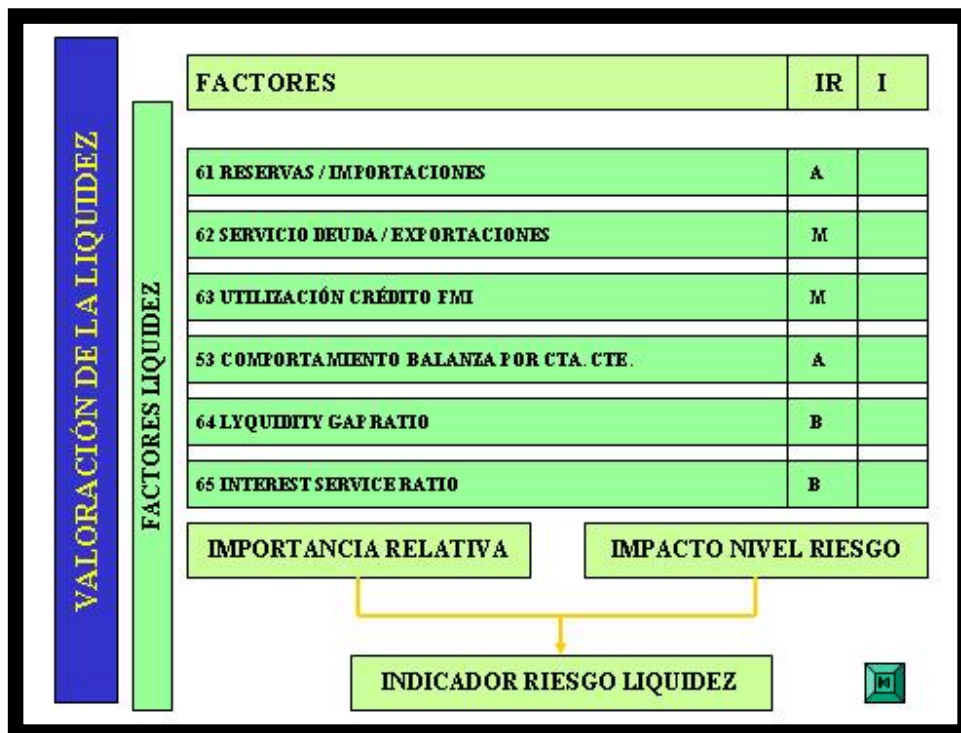 VALORACIÓN DE LA LIQUIDEZ
FACTORES LIQUIDEZ
FACTORES IR I
61 RESERVAS / IMPORTACIONES A
62 SERVICIO DEUDA / EXPORTACIONES M
63 UTILIZACIÓN CRÉDITO FMI M
53 COMPORTAMIENTO BALANZA POR CTA. CTE. A
64 LYQUIDITY GAP RATIO B
65 INTEREST SERVICE RATIO B
IMPORTANCIA RELATIVA
IMPACTO NIVEL RIESGO
INDICADOR RIESGO LIQUIDEZ